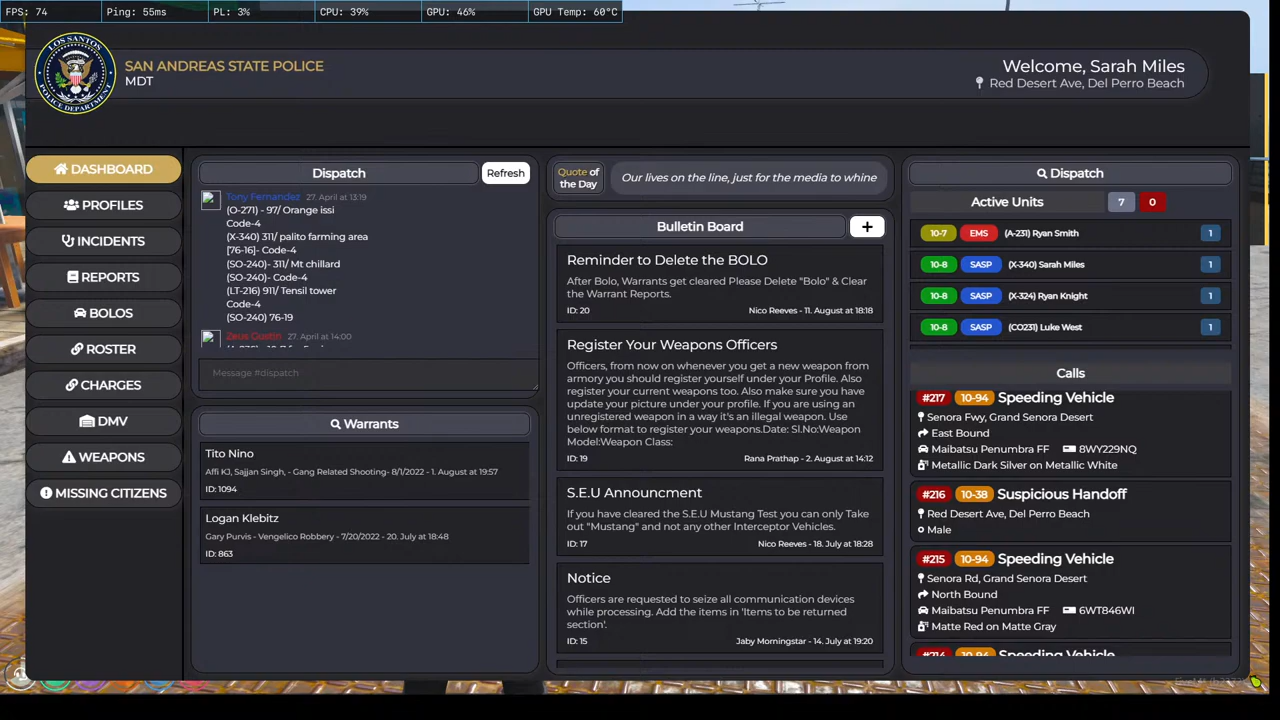 FPS: 74
Ping: 55ms
PL: 3%
CPU: 39%
GPU: 46%
GPU Temp: 60°C
LOS SANTOS
POLICE DEPARTMENT
SAN ANDREAS STATE POLICE
MDT
Welcome, Sarah Miles
Red Desert Ave, Del Perro Beach
DASHBOARD
PROFILES
INCIDENTS
REPORTS
BOLOS
ROSTER
CHARGES
DMV
WEAPONS
MISSING CITIZENS
Dispatch
Refresh
Tony Fernandez 27. April at 13:19
(O-271) - 97/ Orange issi
Code-4
(X-340) 311/ palito farming area
[76-16]- Code-4
(SO-240)- 311/ Mt chillard
(SO-240)- Code-4
(LT-216) 911/ Tensil tower
Code-4
(SO-240) 76-19
27. April at 14:00
Message #dispatch
Warrants
Tito Nino
Affi KJ, Sajjan Singh, - Gang Related Shooting- 8/1/2022 - 1. August at 19:57
ID: 1094
Logan Klebitz
Gary Purvis - Vengelico Robbery - 7/20/2022 - 20. July at 18:48
ID: 863
Quote of
the Day
Our lives on the line, just for the media to whine
Bulletin Board
+
Reminder to Delete the BOLO
After Bolo, Warrants get cleared Please Delete "Bolo" & Clear
the Warrant Reports.
ID: 20
Nico Reeves - 11. August at 18:18
Register Your Weapons Officers
Officers, from now on whenever you get a new weapon from
armory you should register yourself under your Profile. Also
register your current weapons too. Also make sure you have
update your picture under your profile. If you are using an
unregistered weapon in a way it's an illegal weapon. Use
below format to register your weapons.Date: Sl.No:Weapon
Model:Weapon Class:
ID: 19
Rana Prathap - 2. August at 14:12
S.E.U Announcment
If you have cleared the S.E.U Mustang Test you can only Take
out "Mustang" and not any other Interceptor Vehicles.
ID: 17
Nico Reeves - 18. July at 18:28
Notice
Officers are requested to seize all communication devices
while processing. Add the items in 'Items to be returned
section'.
ID: 15
Jaby Morningstar - 14. July at 19:20
Dispatch
Active Units
7
0
10-7 EMS (A-231) Ryan Smith 1
10-8 SASP (X-340) Sarah Miles 1
10-8 SASP (X-324) Ryan Knight 1
10-8 SASP (CO231) Luke West 1
Calls
#217 10-94 Speeding Vehicle
Senora Fwy, Grand Senora Desert
East Bound
Maibatsu Penumbra FF 8WY229NQ
Metallic Dark Silver on Metallic White
#216 10-38 Suspicious Handoff
Red Desert Ave, Del Perro Beach
Male
#215 10-94 Speeding Vehicle
Senora Rd, Grand Senora Desert
North Bound
Maibatsu Penumbra FF 6WT846WI
Matte Red on Matte Gray
#214 10-94 Speeding Vehicle